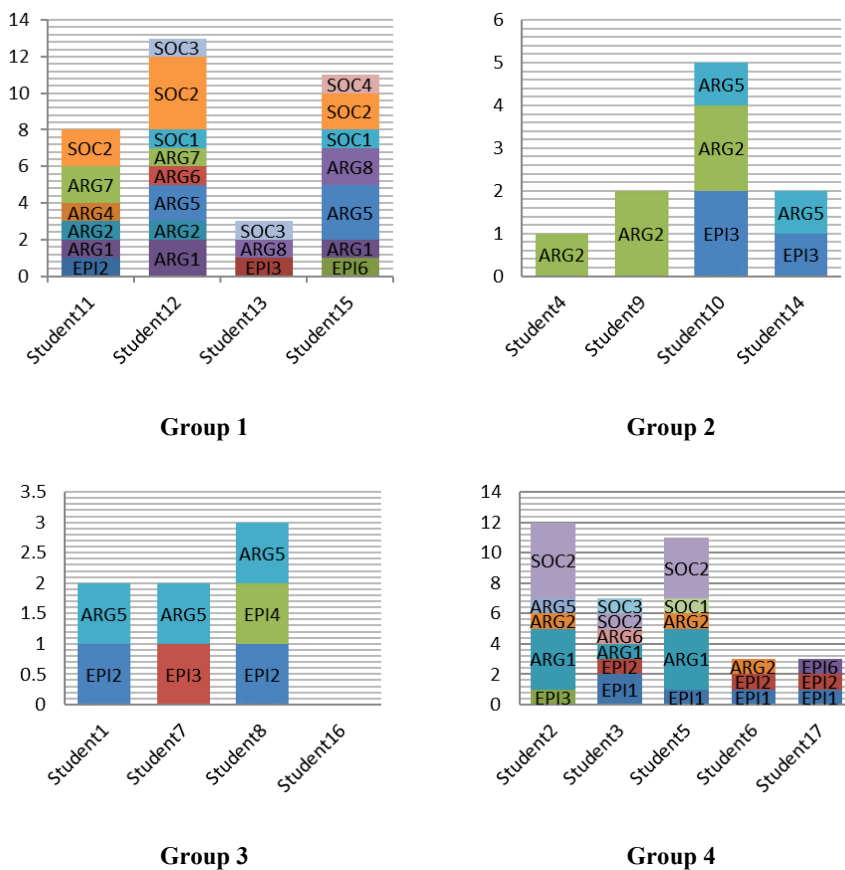 14
12
10
8
6
4
2
0
SOC2
ARG7
ARG4
ARG2
ARG1
EPI2
SOC3
SOC2
SOC1
ARG7
ARG6
ARG5
ARG2
ARG1
SOC3
ARG8
EPI3
SOC4
SOC2
SOC1
ARG8
ARG5
ARG1
EPI6
Student11
Student12
Student13
Student15
Group 1
6
5
4
3
2
1
0
ARG2
ARG2
ARG5
ARG2
EPI3
ARG5
EPI3
Student4
Student9
Student10
Student14
Group 2
3.5
3
2.5
2
1.5
1
0.5
0
ARG5
EPI2
ARG5
EPI3
ARG5
EPI4
EPI2
Student1
Student7
Student8
Student16
Group 3
14
12
10
8
6
4
2
0
SOC2
ARG5
ARG2
ARG1
EPI3
SOC3
SOC2
ARG6
ARG1
EPI2
EPI1
SOC2
SOC1
ARG2
ARG1
EPI1
ARG2
EPI2
EPI1
EPI6
EPI2
EPI1
Student2
Student3
Student5
Student6
Student17
Group 4